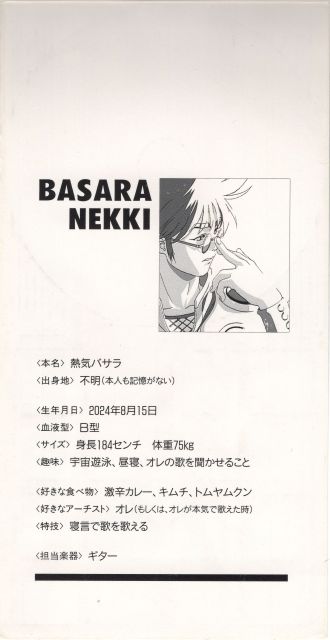 BASARA
NEKKI
〈本名〉 熱気バサラ
〈出身地〉 不明(本人も記憶がない)
〈生年月日〉 2024年8月15日
〈血液型〉 B型
〈サイズ〉 身長184センチ 体重75kg
〈趣味〉 宇宙遊泳、昼寝、オレの歌を聞かせること
〈好きな食べ物〉 激辛カレー、キムチ、トムヤムクン
〈好きなアーチスト〉 オレ(もしくは、オレが本気で歌えた時)
〈特技〉 寝言で歌を歌える
〈担当楽器〉 ギター